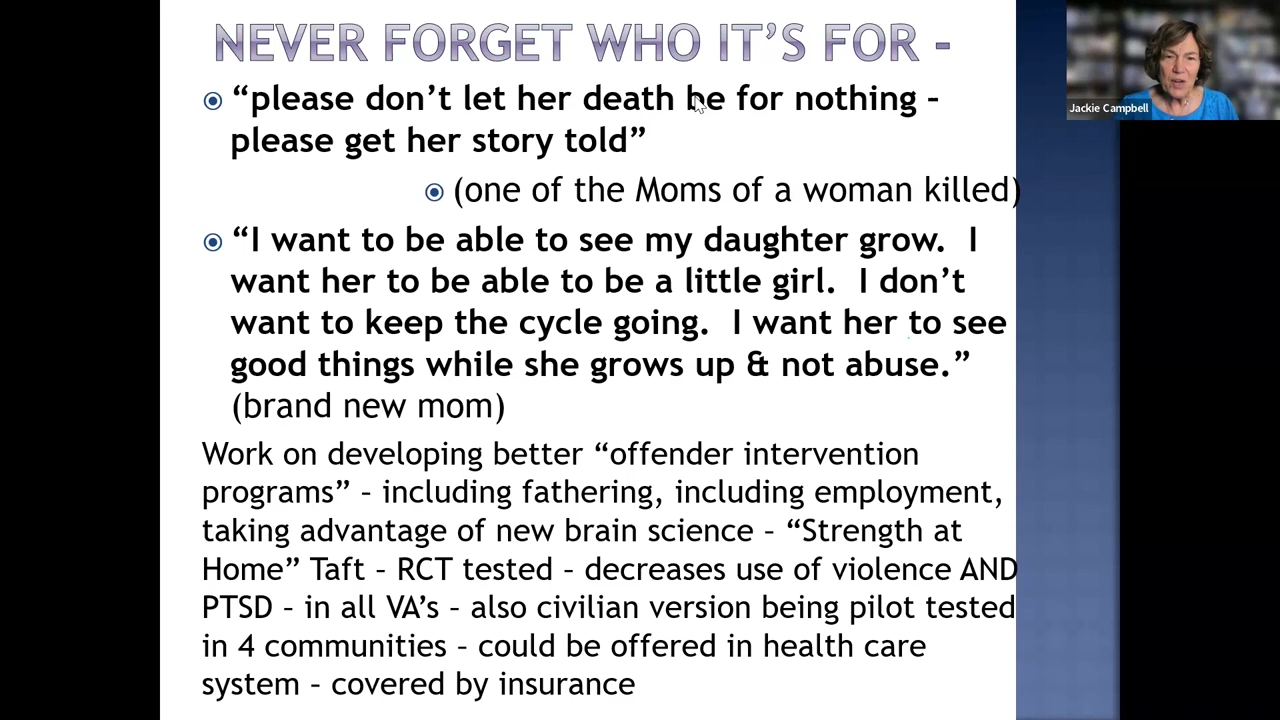 NEVER FORGET WHO IT’S FOR -
“please don’t let her death be for nothing –
please get her story told”
(one of the Moms of a woman killed)
“I want to be able to see my daughter grow.  I
want her to be able to be a little girl.  I don’t
want to keep the cycle going.  I want her to see
good things while she grows up & not abuse.”
(brand new mom)
Work on developing better “offender intervention
programs” – including fathering, including employment,
taking advantage of new brain science – “Strength at
Home” Taft – RCT tested – decreases use of violence AND
PTSD – in all VA’s – also civilian version being pilot tested
in 4 communities – could be offered in health care
system – covered by insurance
Jackie Campbell